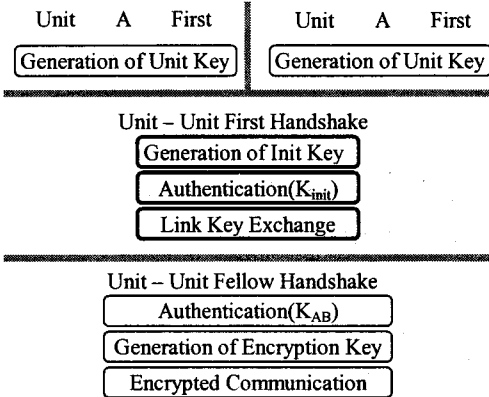 Unit A First
Generation of Unit Key
Unit A First
Generation of Unit Key
Unit – Unit First Handshake
Generation of Init Key
Authentication(K_init)
Link Key Exchange
Unit – Unit Fellow Handshake
Authentication(K_AB)
Generation of Encryption Key
Encrypted Communication